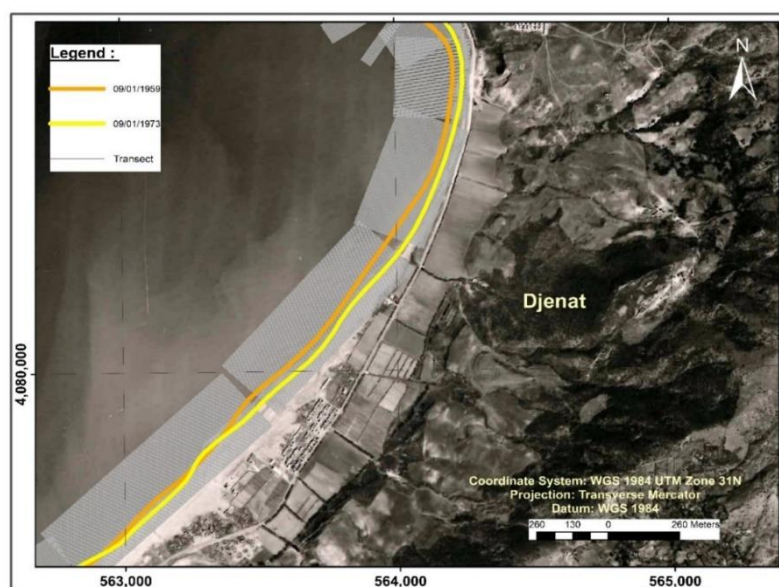 Legend :
09/01/1959
09/01/1973
Transect
N
Djenat
4,080,000
Coordinate System: WGS 1984 UTM Zone 31N
Projection: Transverse Mercator
Datum: WGS 1984
260 130 0 260 Meters
563,000 564,000 565,000